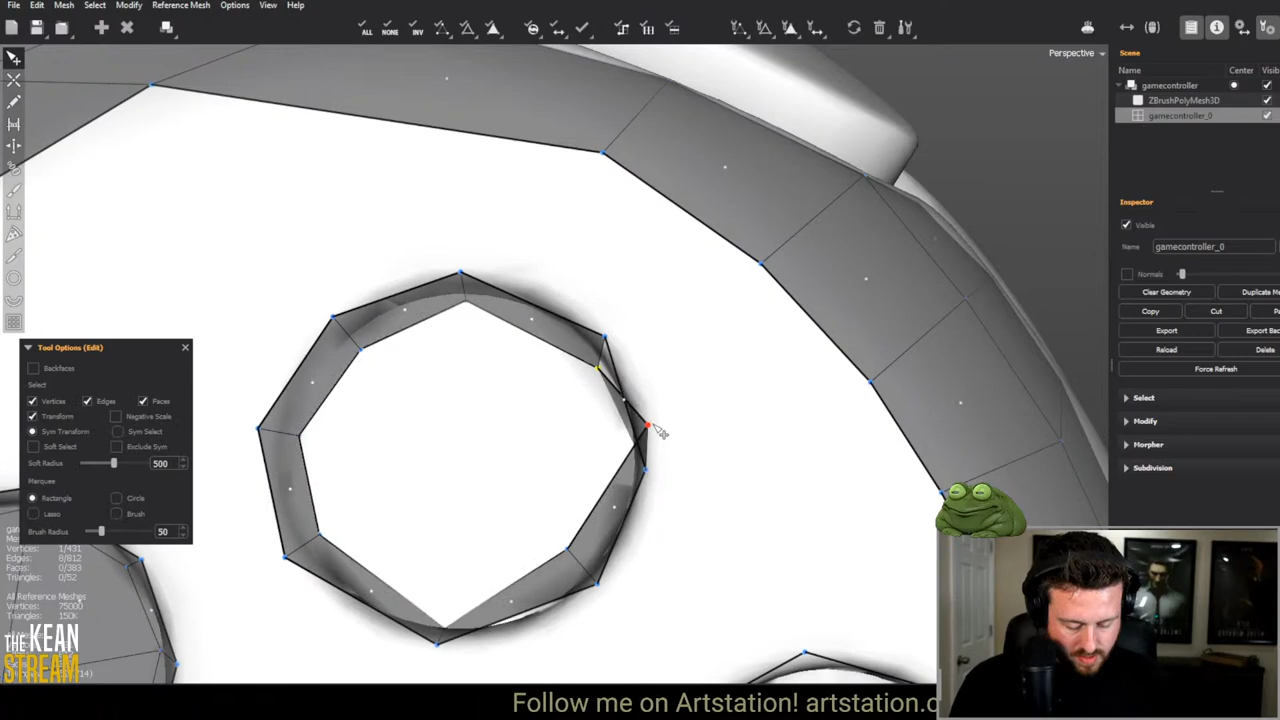 File Edit Mesh Select Modify Reference Mesh Options View Help
ALL NONE INV
Perspective
Scene
Name Center Visib
gamecontroller
ZBrushPolyMesh3D
gamecontroller_0
Inspector
Visible
Name gamecontroller_0
Normals
Clear Geometry Duplicate Me
Copy Cut Pa
Export Export Bac
Reload Delete
Force Refresh
Select
Modify
Morpher
Subdivision
Tool Options (Edit)
Backfaces
Select
Vertices Edges Faces
Transform Negative Scale
Sym Transform Sym Select
Soft Select Exclude Sym
Soft Radius 500
Marquee
Rectangle Circle
Lasso Brush
Brush Radius 50
Vertices: 1/431
Edges: 8/812
Faces: 0/383
Triangles: 0/52
All Reference Meshes
Vertices: 75000
Triangles: 150K
THE KEAN
STREAM
Follow me on Artstation! artstation.c